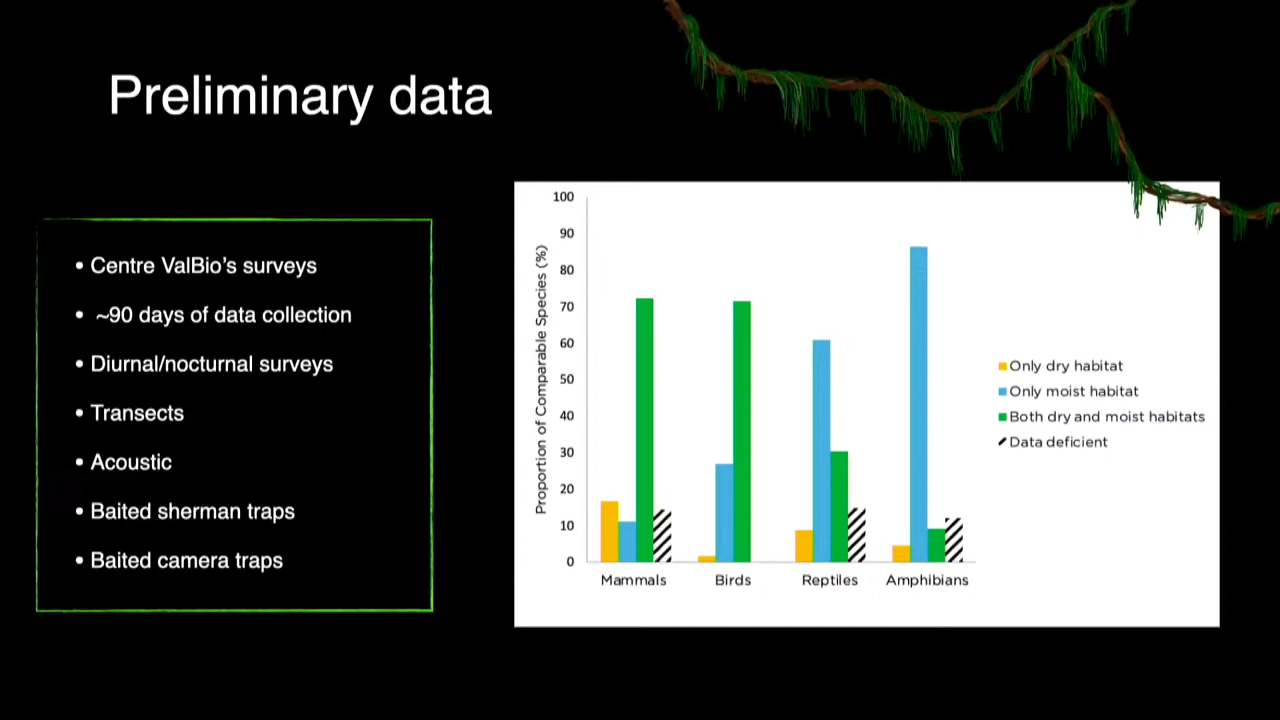 Preliminary data
• Centre ValBio's surveys
• ~90 days of data collection
• Diurnal/nocturnal surveys
• Transects
• Acoustic
• Baited sherman traps
• Baited camera traps
Proportion of Comparable Species (%)
100
90
80
70
60
50
40
30
20
10
0
Mammals
Birds
Reptiles
Amphibians
Only dry habitat
Only moist habitat
Both dry and moist habitats
Data deficient